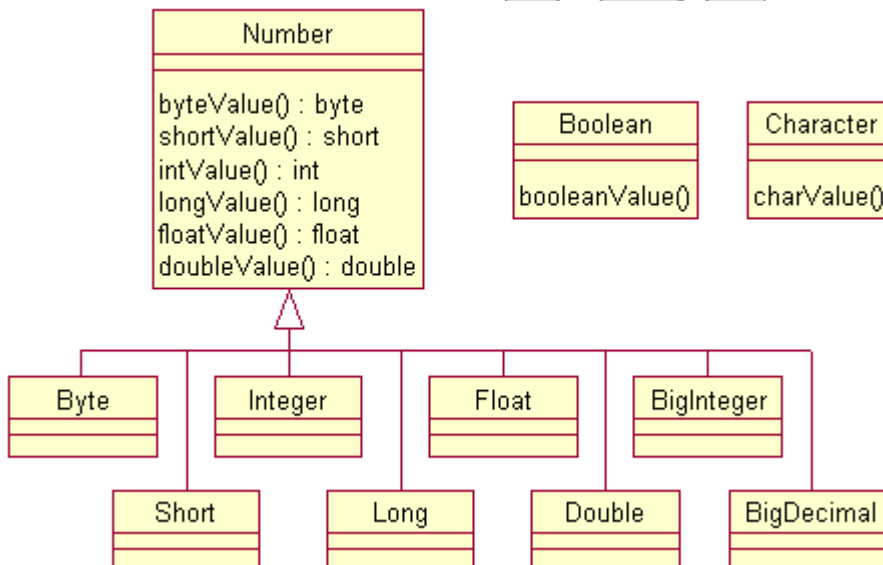 Number
byteValue() : byte
shortValue() : short
intValue() : int
longValue() : long
floatValue() : float
doubleValue() : double
Boolean
booleanValue()
Character
charValue()
Byte
Integer
Float
BigInteger
Short
Long
Double
BigDecimal